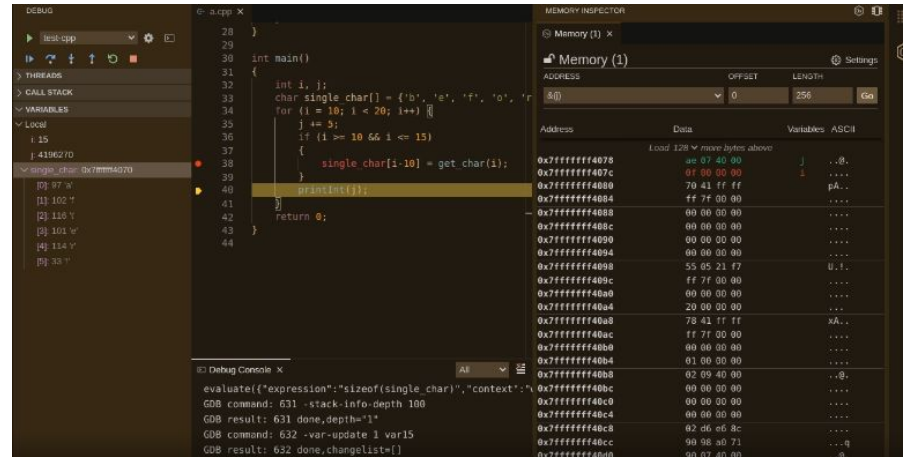 DEBUG
test-cpp
THREADS
CALL STACK
VARIABLES
Local
i: 15
j: 4196270
single_char: 0x7fffffff4070
[0]: 97 'a'
[1]: 102 'f'
[2]: 116 't'
[3]: 101 'e'
[4]: 114 'r'
[5]: 33 '!'
a.cpp
28 }
29
30 int main()
31 {
32 int i, j;
33 char single_char[] = {'b', 'e', 'f', 'o', 'r
34 for (i = 10; i < 20; i++) {
35 j += 5;
36 if (i >= 10 && i <= 15)
37 {
38 single_char[i-10] = get_char(i);
39 }
40 printInt(j);
41 }
42 return 0;
43 }
44
Debug Console
All
evaluate({"expression":"sizeof(single_char)","context":"
GDB command: 631 -stack-info-depth 100
GDB result: 631 done,depth="1"
GDB command: 632 -var-update 1 var15
GDB result: 632 done,changelist=[]
MEMORY INSPECTOR
Memory (1)
Memory (1)
Settings
ADDRESS OFFSET LENGTH
&(j) 0 256 Go
Address Data Variables ASCII
Load 128 more bytes above
0x7fffffff4078 ae 07 40 00 j ..@.
0x7fffffff407c 0f 00 00 00 i ....
0x7fffffff4080 70 41 ff ff pA..
0x7fffffff4084 ff 7f 00 00 ....
0x7fffffff4088 00 00 00 00 ....
0x7fffffff408c 00 00 00 00 ....
0x7fffffff4090 00 00 00 00 ....
0x7fffffff4094 00 00 00 00 ....
0x7fffffff4098 55 05 21 f7 U.!.
0x7fffffff409c ff 7f 00 00 ....
0x7fffffff40a0 00 00 00 00 ....
0x7fffffff40a4 20 00 00 00 ...
0x7fffffff40a8 78 41 ff ff xA..
0x7fffffff40ac ff 7f 00 00 ....
0x7fffffff40b0 00 00 00 00 ....
0x7fffffff40b4 01 00 00 00 ....
0x7fffffff40b8 02 09 40 00 ..@.
0x7fffffff40bc 00 00 00 00 ....
0x7fffffff40c0 00 00 00 00 ....
0x7fffffff40c4 00 00 00 00 ....
0x7fffffff40c8 02 d6 e6 8c ....
0x7fffffff40cc 90 98 a0 71 ...q
0x7fffffff40d0 90 07 40 00 ..@.